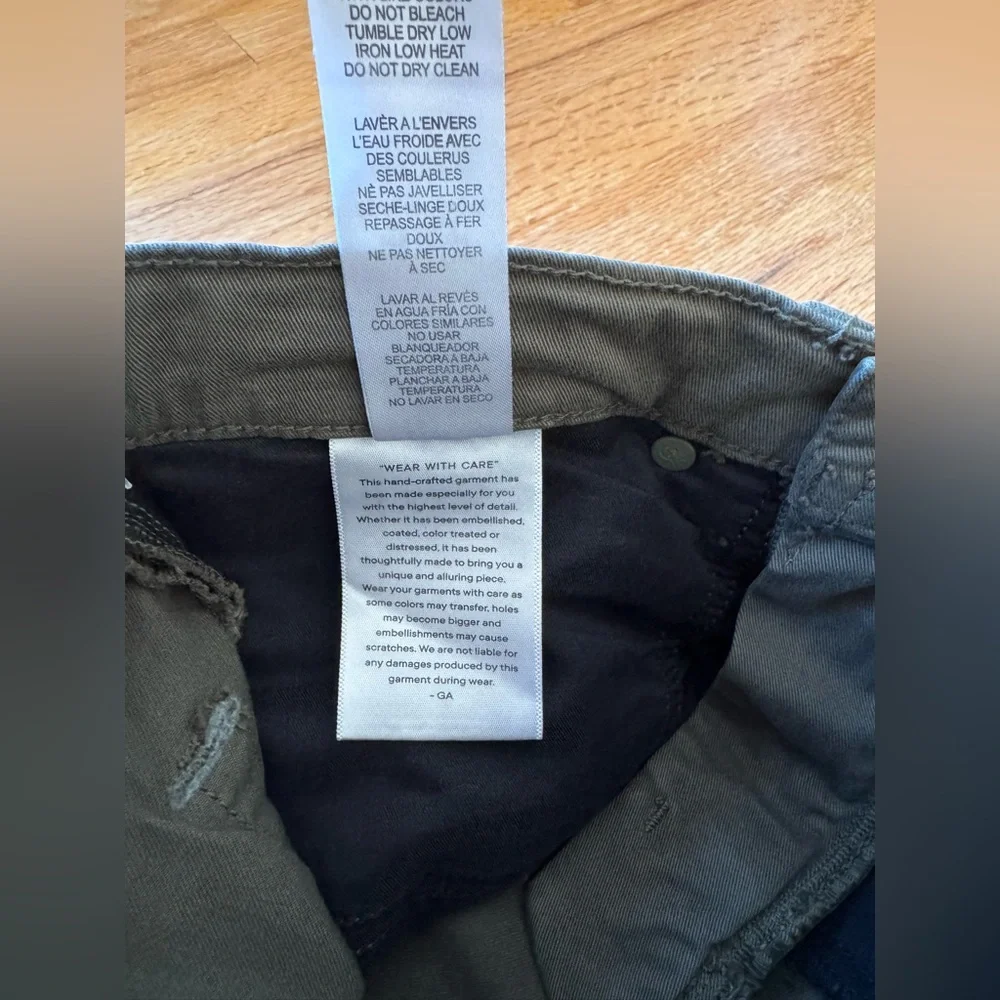 DO NOT BLEACH
TUMBLE DRY LOW
IRON LOW HEAT
DO NOT DRY CLEAN
LAVÈR A L'ENVERS
L'EAU FROIDE AVEC
DES COULERUS
SEMBLABLES
NÈ PAS JAVELLISER
SECHE-LINGE DOUX
REPASSAGE À FER
DOUX
NE PAS NETTOYER
À SEC
LAVAR AL REVÉS
EN AGUA FRÍA CON
COLORES SIMILARES
NO USAR
BLANQUEADOR
SECADORA A BAJA
TEMPERATURA
PLANCHAR A BAJA
TEMPERATURA
NO LAVAR EN SECO
"WEAR WITH CARE"
This hand-crafted garment has
been made especially for you
with the highest level of detail.
Whether it has been embellished,
coated, color treated or
distressed, it has been
thoughtfully made to bring you a
unique and alluring piece.
Wear your garments with care as
some colors may transfer, holes
may become bigger and
embellishments may cause
scratches. We are not liable for
any damages produced by this
garment during wear.
- GA